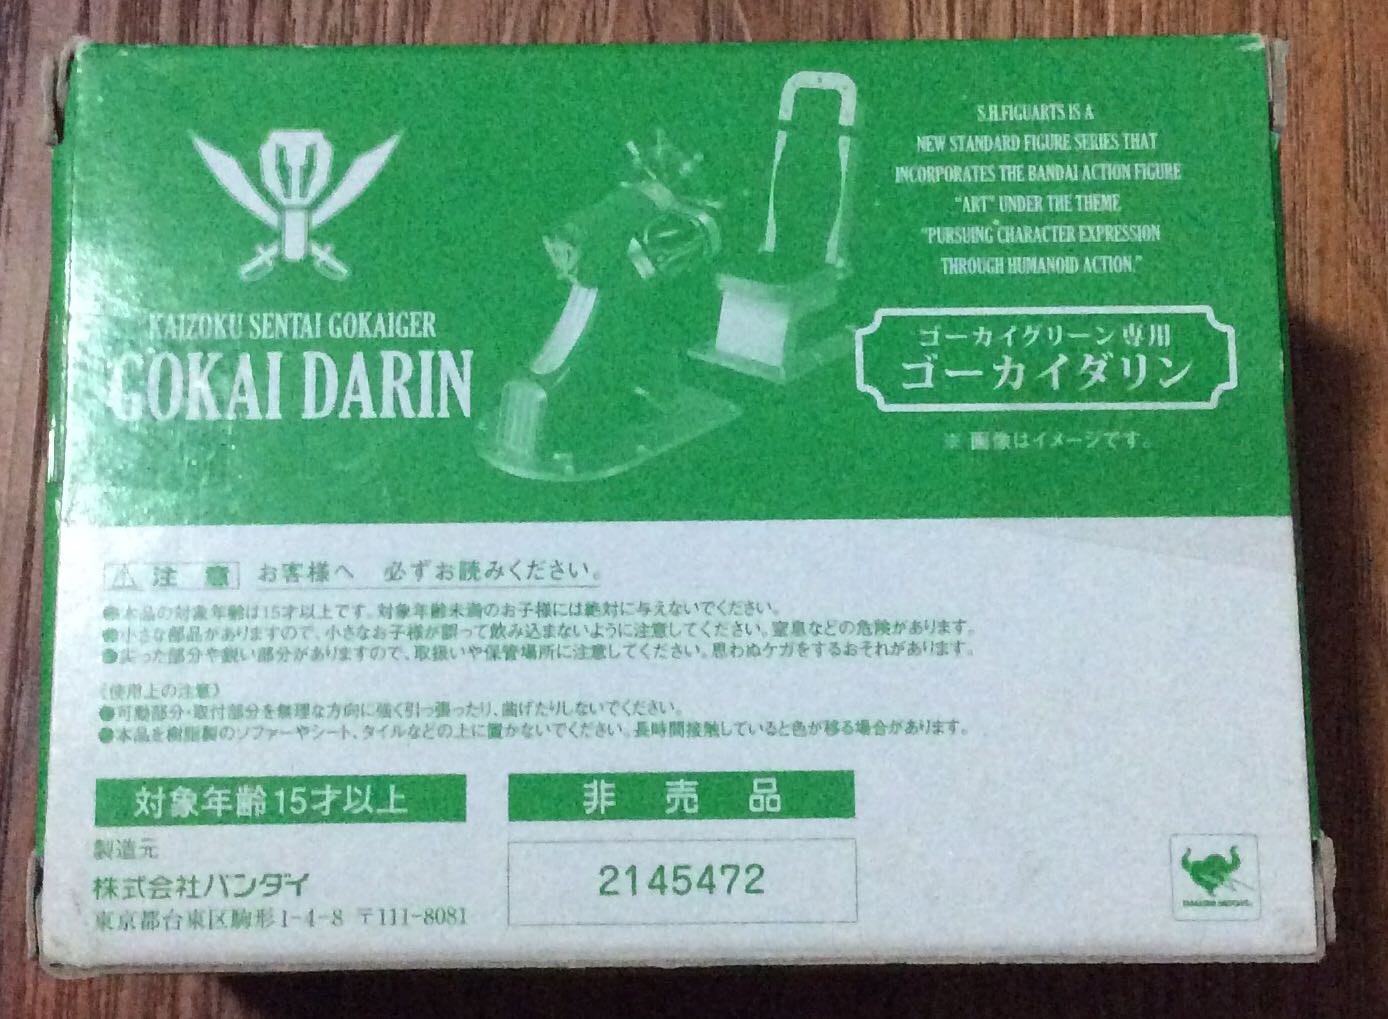 S.H.FIGUARTS IS A
NEW STANDARD FIGURE SERIES THAT
INCORPORATES THE BANDAI ACTION FIGURE
"ART" UNDER THE THEME
"PURSUING CHARACTER EXPRESSION
THROUGH HUMANOID ACTION."
KAIZOKU SENTAI GOKAIGER
GOKAI DARIN
ゴーカイグリーン専用
ゴーカイダリン
※画像はイメージです。
注意 お客様へ 必ずお読みください。
●本品の対象年齢は15才以上です。対象年齢未満のお子様には絶対に与えないでください。
●小さな部品がありますので、小さなお子様が誤って飲み込まないように注意してください。窒息などの危険があります。
●尖った部分や鋭い部分がありますので、取扱いや保管場所に注意してください。思わぬケガをするおそれがあります。
《使用上の注意》
●可動部分・取付部分を無理な方向に強く引っ張ったり、曲げたりしないでください。
●本品を樹脂製のソファーやシート、タイルなどの上に置かないでください。長時間接触していると色が移る場合があります。
対象年齢15才以上
非売品
製造元
株式会社バンダイ
東京都台東区駒形1-4-8 〒111-8081
2145472